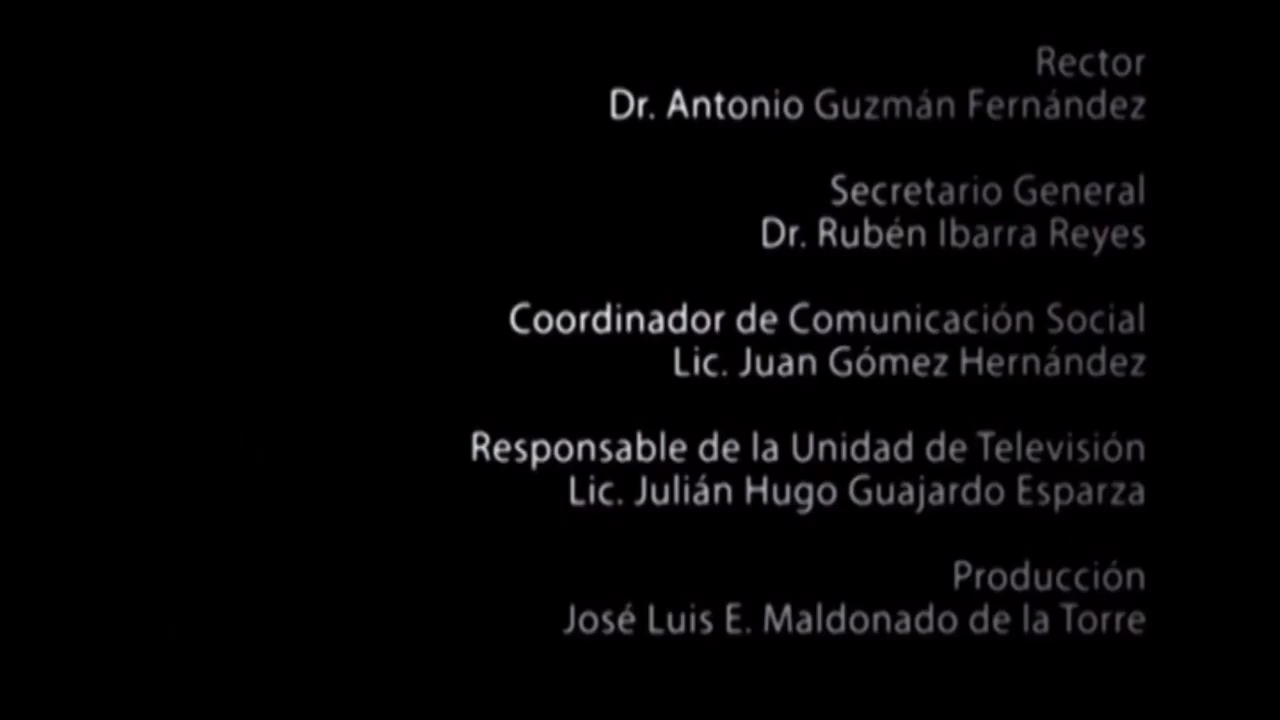 Rector
Dr. Antonio Guzmán Fernández
Secretario General
Dr. Rubén Ibarra Reyes
Coordinador de Comunicación Social
Lic. Juan Gómez Hernández
Responsable de la Unidad de Televisión
Lic. Julián Hugo Guajardo Esparza
Producción
José Luis E. Maldonado de la Torre